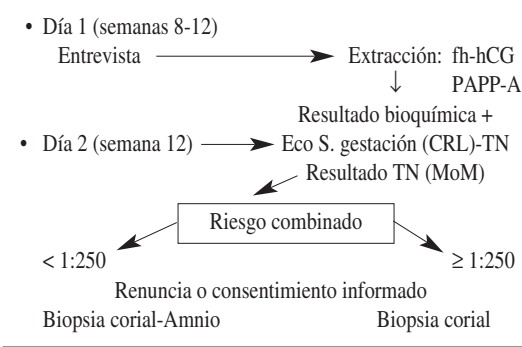 • Día 1 (semanas 8-12)
Entrevista Extracción: fh-hCG
PAPP-A
Resultado bioquímica +
• Día 2 (semana 12) Eco S. gestación (CRL)-TN
Resultado TN (MoM)
Riesgo combinado
< 1:250 ≥ 1:250
Renuncia o consentimiento informado
Biopsia corial-Amnio Biopsia corial